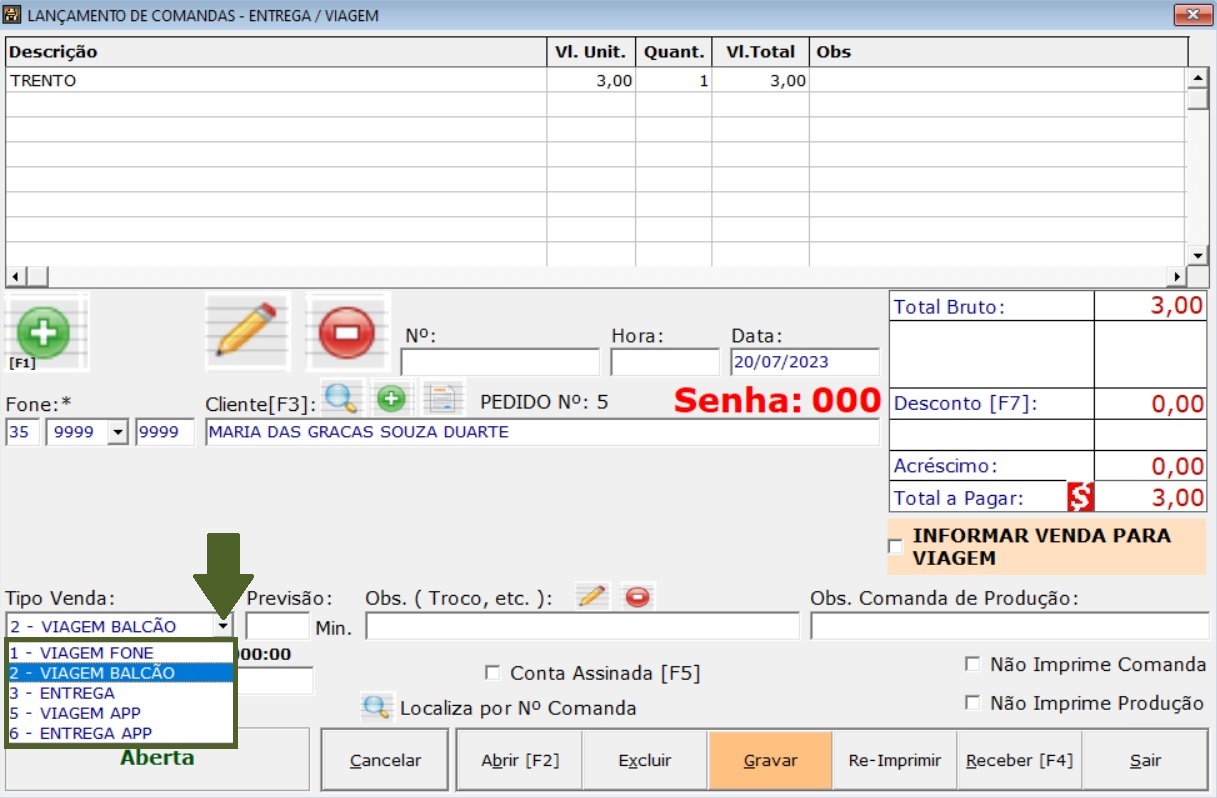 LANÇAMENTO DE COMANDAS - ENTREGA / VIAGEM
Descrição Vl. Unit. Quant. Vl.Total Obs
TRENTO 3,00 1 3,00
[F1]
Nº: Hora: Data:
20/07/2023
Total Bruto: 3,00
Fone:* Cliente[F3]: PEDIDO Nº: 5 Senha: 000
Desconto [F7]: 0,00
35 9999 9999 MARIA DAS GRACAS SOUZA DUARTE
Acréscimo: 0,00
Total a Pagar: $ 3,00
INFORMAR VENDA PARA
VIAGEM
Tipo Venda: Previsão: Obs. ( Troco, etc. ): Obs. Comanda de Produção:
2 - VIAGEM BALCÃO Min.
1 - VIAGEM FONE
2 - VIAGEM BALCÃO
3 - ENTREGA
5 - VIAGEM APP
6 - ENTREGA APP
00:00
Conta Assinada [F5] Não Imprime Comanda
Localiza por Nº Comanda Não Imprime Produção
Aberta
Cancelar Abrir [F2] Excluir Gravar Re-Imprimir Receber [F4] Sair